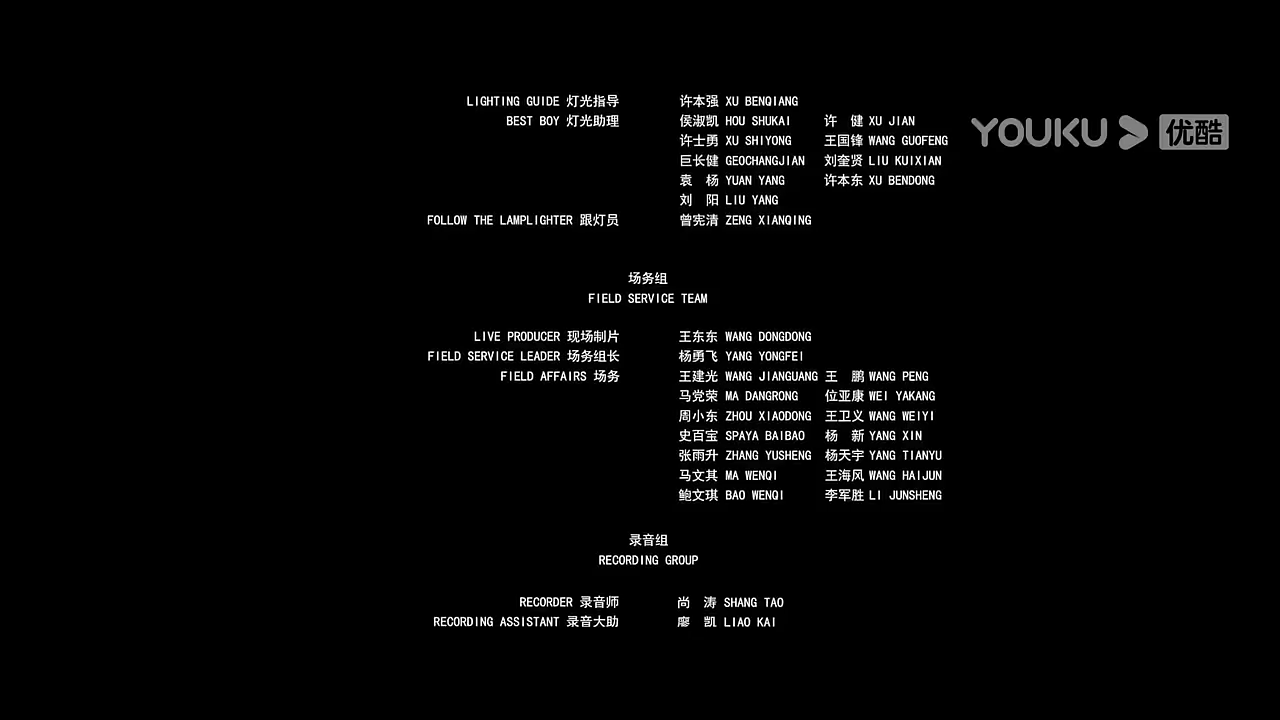 LIGHTING GUIDE 灯光指导 许本强 XU BENQIANG
BEST BOY 灯光助理 侯淑凯 HOU SHUKAI 许 健 XU JIAN
YOUKU 优酷
许士勇 XU SHIYONG 王国锋 WANG GUOFENG
巨长健 GEOCHANGJIAN 刘奎贤 LIU KUIXIAN
袁 杨 YUAN YANG 许本东 XU BENDONG
刘 阳 LIU YANG
FOLLOW THE LAMPLIGHTER 跟灯员 曾宪清 ZENG XIANQING
场务组
FIELD SERVICE TEAM
LIVE PRODUCER 现场制片 王东东 WANG DONGDONG
FIELD SERVICE LEADER 场务组长 杨勇飞 YANG YONGFEI
FIELD AFFAIRS 场务 王建光 WANG JIANGUANG 王 鹏 WANG PENG
马党荣 MA DANGRONG 位亚康 WEI YAKANG
周小东 ZHOU XIAODONG 王卫义 WANG WEIYI
史百宝 SPAYA BAIBAO 杨 新 YANG XIN
张雨升 ZHANG YUSHENG 杨天宇 YANG TIANYU
马文其 MA WENQI 王海风 WANG HAIJUN
鲍文琪 BAO WENQI 李军胜 LI JUNSHENG
录音组
RECORDING GROUP
RECORDER 录音师 尚 涛 SHANG TAO
RECORDING ASSISTANT 录音大助 廖 凯 LIAO KAI